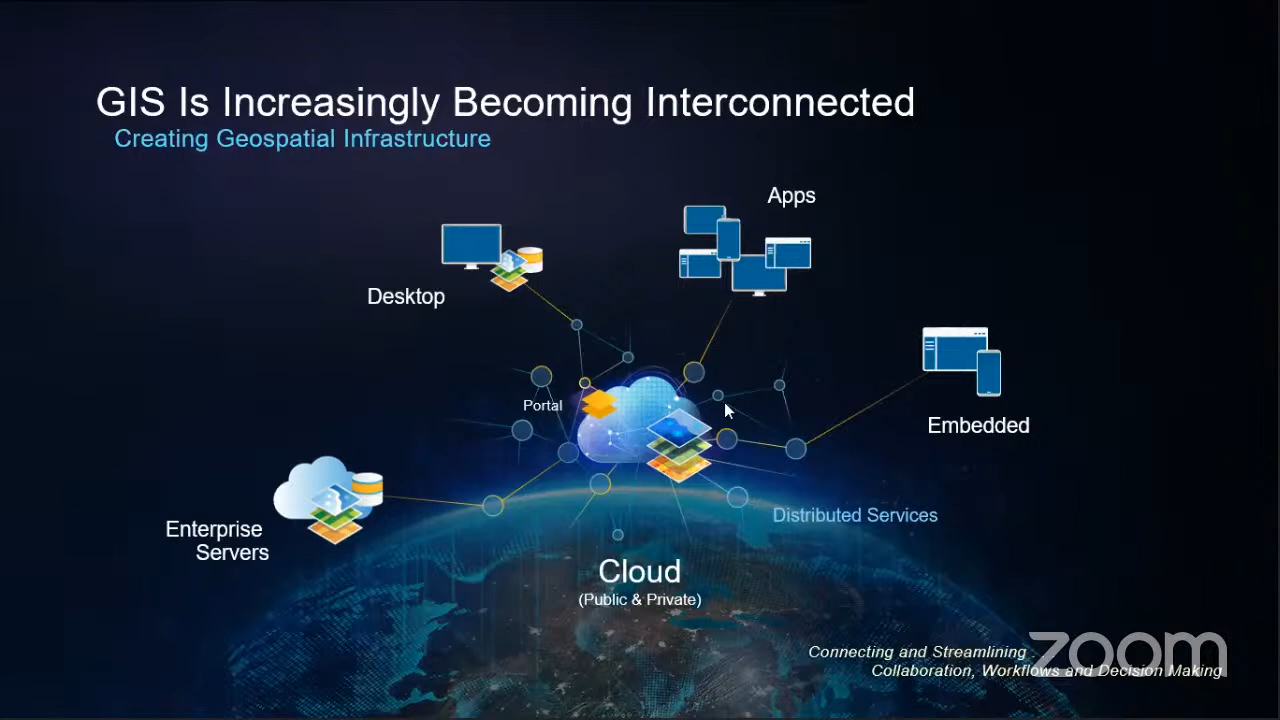 GIS Is Increasingly Becoming Interconnected
Creating Geospatial Infrastructure
Apps
Desktop
Portal
Embedded
Enterprise
Servers
Distributed Services
Cloud
(Public & Private)
Connecting and Streamlining
Collaboration, Workflows and Decision Making
zoom